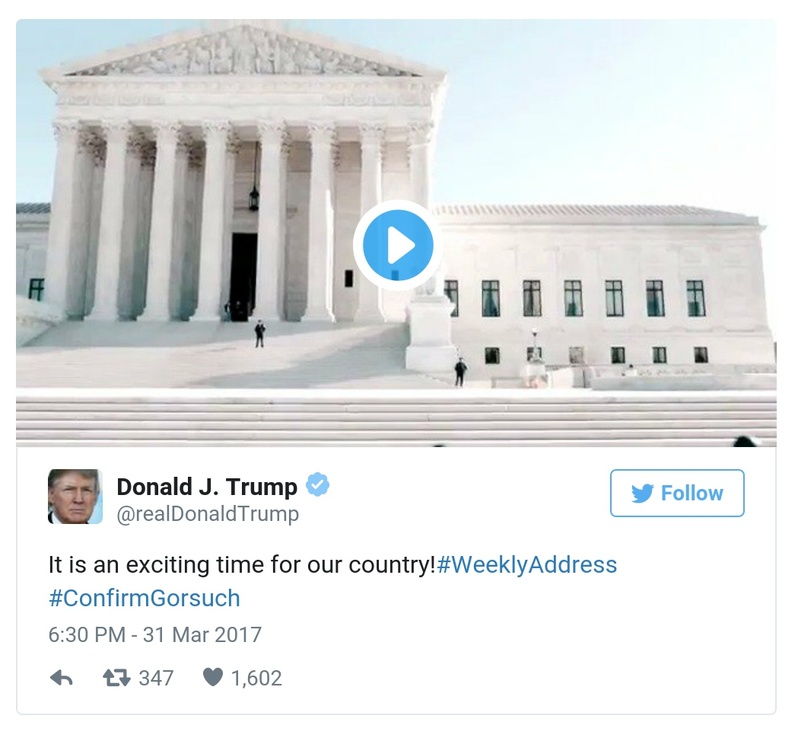 Donald J. Trump
Follow
@realDonaldTrump
It is an exciting time for our country!#WeeklyAddress
#ConfirmGorsuch
6:30 PM - 31 Mar 2017
347 1,602